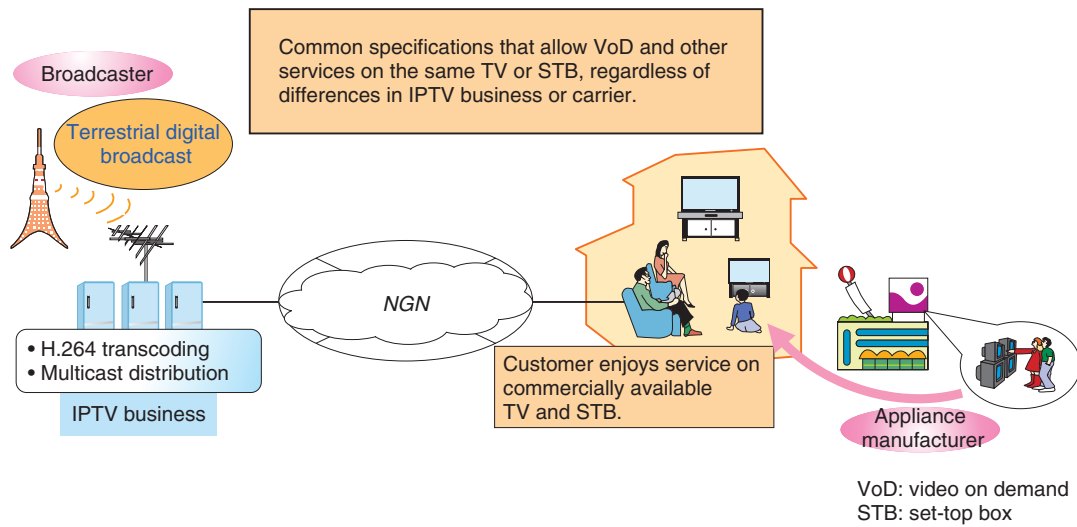 Common specifications that allow VoD and other
services on the same TV or STB, regardless of
differences in IPTV business or carrier.
Broadcaster
Terrestrial digital
broadcast
NGN
• H.264 transcoding
• Multicast distribution
IPTV business
Customer enjoys service on
commercially available
TV and STB.
Appliance
manufacturer
VoD: video on demand
STB: set-top box